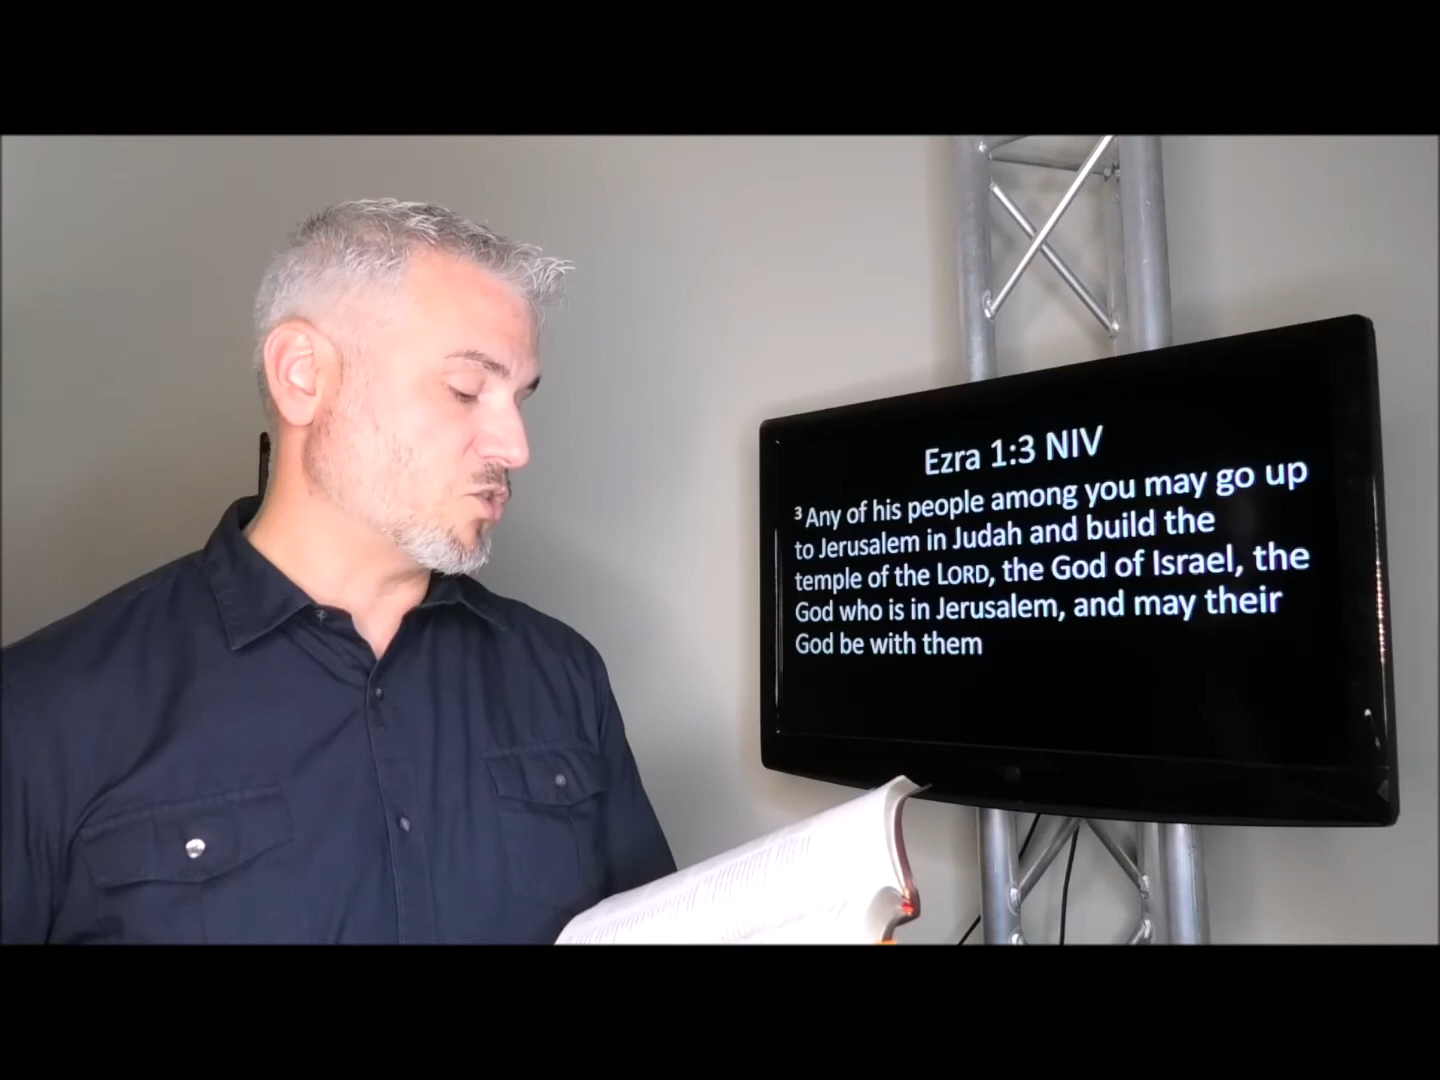 Ezra 1:3 NIV
³ Any of his people among you may go up
to Jerusalem in Judah and build the
temple of the LORD, the God of Israel, the
God who is in Jerusalem, and may their
God be with them